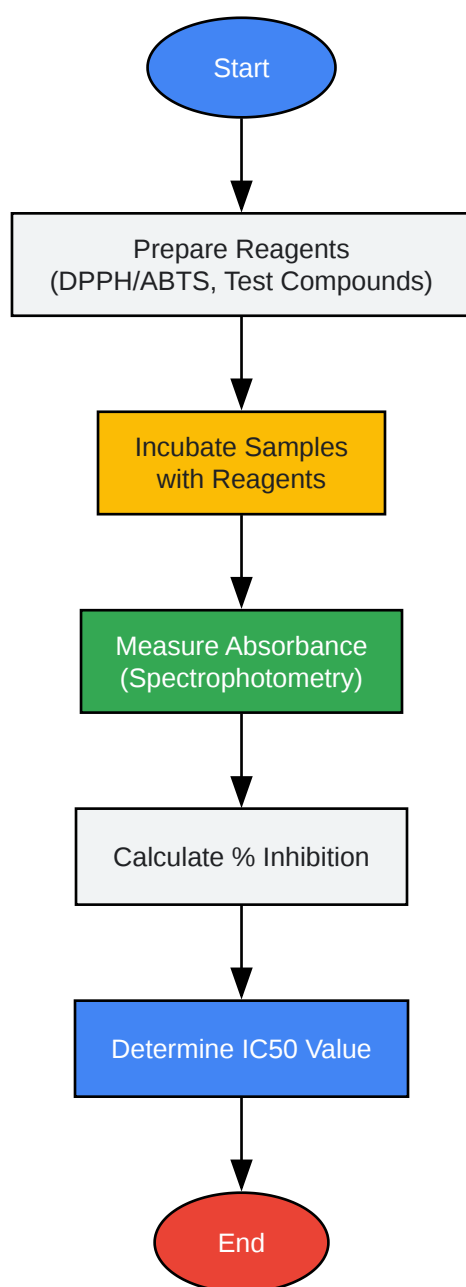 Start
Prepare Reagents
(DPPH/ABTS, Test Compounds)
Incubate Samples
with Reagents
Measure Absorbance
(Spectrophotometry)
Calculate % Inhibition
Determine IC50 Value
End